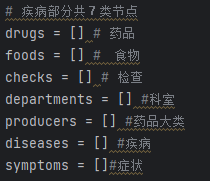 # 疾病部分共7类节点
drugs = [] # 药品
foods = [] #  食物
checks = [] # 检查
departments = [] #科室
producers = [] #药品大类
diseases = [] #疾病
symptoms = []#症状